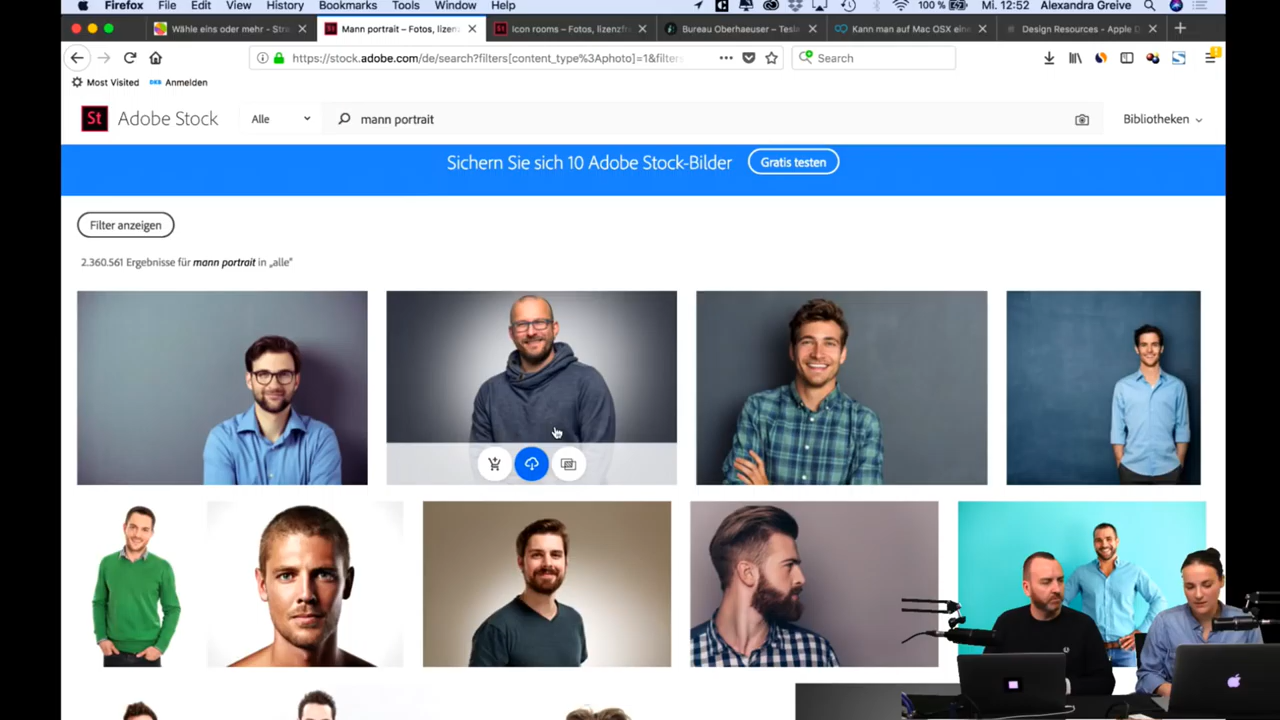 Firefox File Edit View History Bookmarks Tools Window Help 100 % Mi. 12:52 Alexandra Greive
Wähle eins oder mehr - Stra
Mann portrait – Fotos, lizen
Icon rooms – Fotos, lizenzfr
Bureau Oberhaeuser – Tesla
Kann man auf Mac OSX eine
Design Resources - Apple D
https://stock.adobe.com/de/search?filters[content_type%3Aphoto]=1&filters
Search
Most Visited
Anmelden
St Adobe Stock
Alle
mann portrait
Bibliotheken
Sichern Sie sich 10 Adobe Stock-Bilder
Gratis testen
Filter anzeigen
2.360.561 Ergebnisse für mann portrait in „alle"